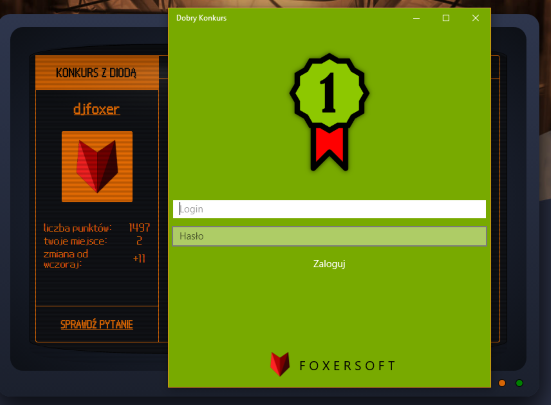 KONKURS Z DIODĄ
djfoxer
liczba punktów: 1497
twoje miejsce: 2
zmiana od
wczoraj: +11
SPRAWDŹ PYTANIE
Dobry Konkurs
1
Login
Hasło
Zaloguj
FOXERSOFT